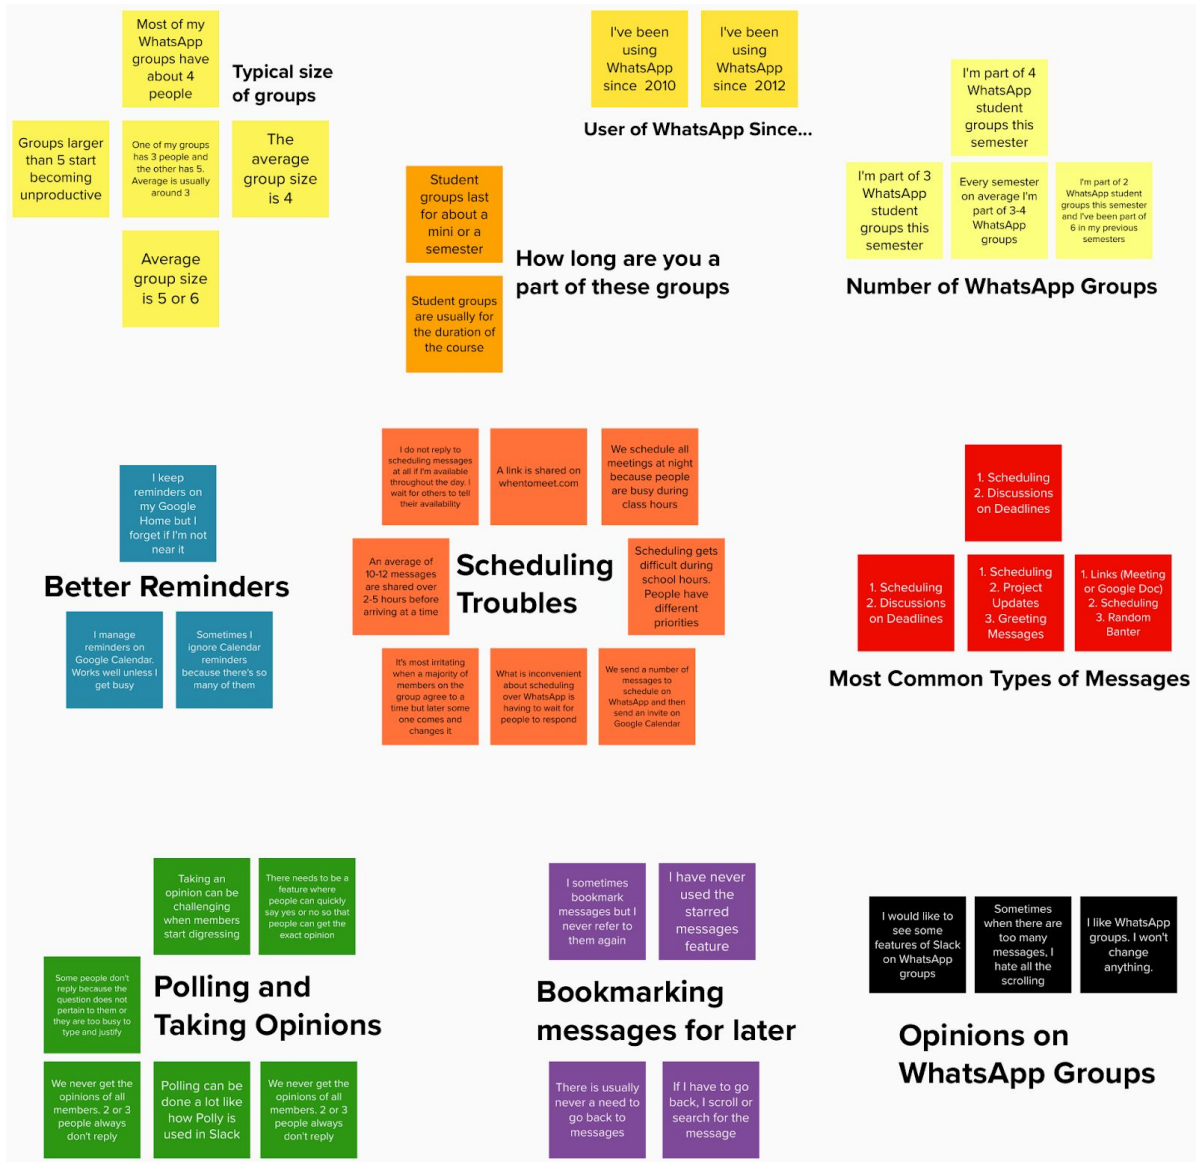 Most of my
WhatsApp
groups have
about 4
people
Typical size
of groups
Groups larger
than 5 start
becoming
unproductive
One of my groups
has 3 people and
the other has 5.
Average is usually
around 3
The
average
group size
is 4
Average
group size
is 5 or 6
I've been
using
WhatsApp
since 2010
I've been
using
WhatsApp
since 2012
User of WhatsApp Since...
Student
groups last
for about a
mini or a
semester
Student groups
are usually for
the duration of
the course
How long are you a
part of these groups
I'm part of 4
WhatsApp
student
groups this
semester
I'm part of 3
WhatsApp
student
groups this
semester
Every semester
on average I'm
part of 3-4
WhatsApp
groups
I'm part of 2
WhatsApp student
groups this semester
and I've been part of
6 in my previous
semesters
Number of WhatsApp Groups
I keep
reminders on
my Google
Home but I
forget if I'm not
near it
Better Reminders
I manage
reminders on
Google Calendar.
Works well unless I
get busy
Sometimes I
ignore Calendar
reminders
because there's so
many of them
I do not reply to
scheduling messages
at all if I'm available
throughout the day. I
wait for others to tell
their availability
A link is shared on
whentomeet.com
We schedule all
meetings at night
because people
are busy during
class hours
An average of
10-12 messages
are shared over
2-5 hours before
arriving at a time
Scheduling
Troubles
Scheduling gets
difficult during
school hours.
People have
different
priorities
It's most irritating
when a majority of
members on the
group agree to a
time but later some
one comes and
changes it
What is inconvenient
about scheduling
over WhatsApp is
having to wait for
people to respond
We send a number of
messages to
schedule on
WhatsApp and then
send an invite on
Google Calendar
1. Scheduling
2. Discussions
on Deadlines
1. Scheduling
2. Discussions
on Deadlines
1. Scheduling
2. Project
Updates
3. Greeting
Messages
1. Links (Meeting
or Google Doc)
2. Scheduling
3. Random
Banter
Most Common Types of Messages
Taking an
opinion can be
challenging
when members
start digressing
There needs to be a
feature where
people can quickly
say yes or no so that
people can get the
exact opinion
Some people don't
reply because the
question does not
pertain to them or
they are too busy to
type and justify
Polling and
Taking Opinions
We never get the
opinions of all
members. 2 or 3
people always
don't reply
Polling can be
done a lot like
how Polly is
used in Slack
We never get the
opinions of all
members. 2 or 3
people always
don't reply
I sometimes
bookmark
messages but I
never refer to
them again
I have never
used the
starred
messages
feature
Bookmarking
messages for later
There is usually
never a need to
go back to
messages
If I have to go
back, I scroll or
search for the
message
I would like to
see some
features of Slack
on WhatsApp
groups
Sometimes
when there are
too many
messages, I
hate all the
scrolling
I like WhatsApp
groups. I won't
change
anything.
Opinions on
WhatsApp Groups